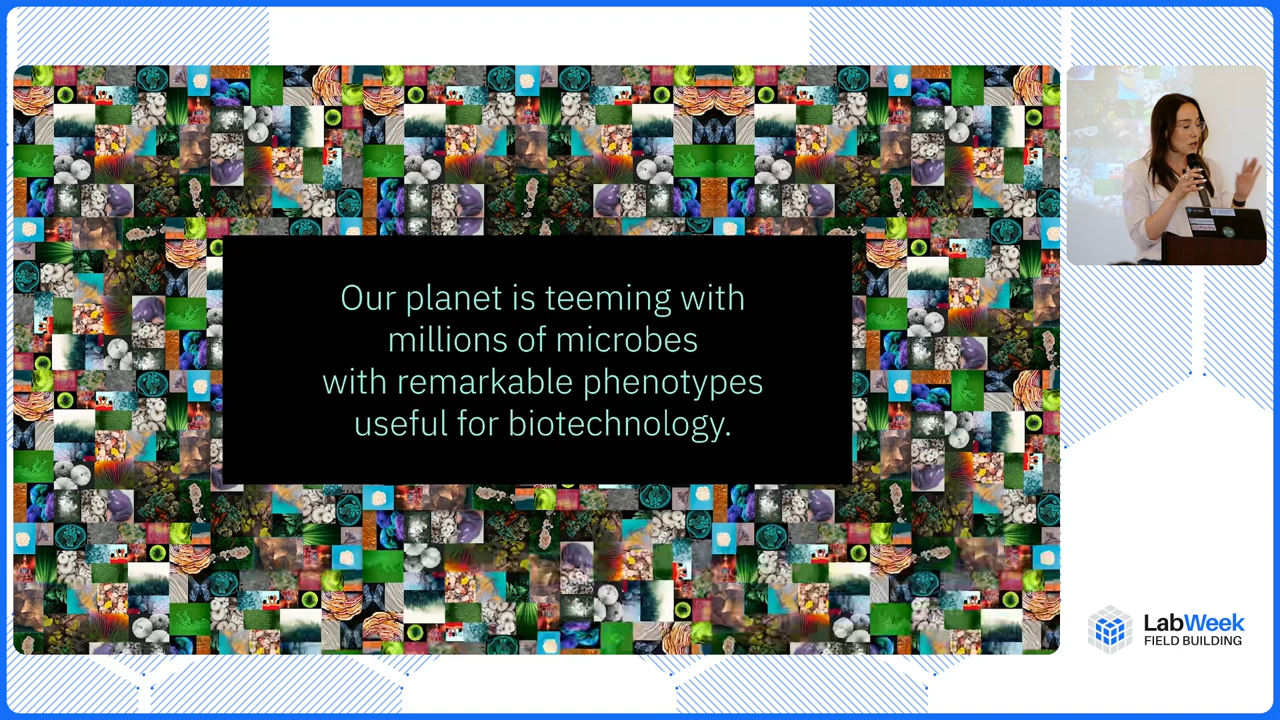 Our planet is teeming with
millions of microbes
with remarkable phenotypes
useful for biotechnology.
LabWeek
FIELD BUILDING